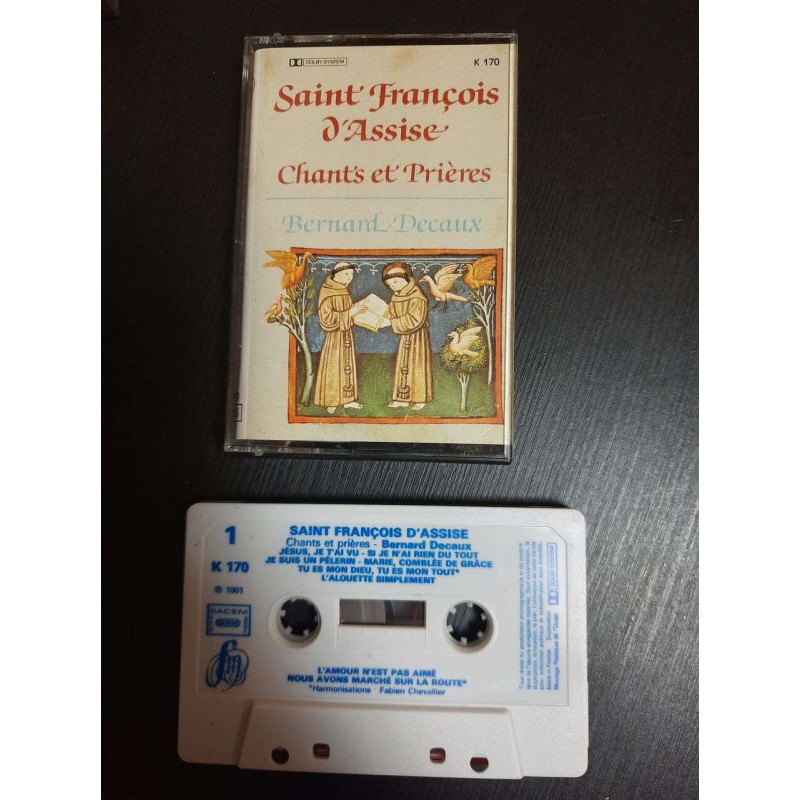 DOLBY SYSTEM
K 170
Saint François
d'Assise
Chants et Prières
Bernard Decaux
1
SAINT FRANÇOIS D'ASSISE
Chants et prières - Bernard Decaux
JÉSUS, JE T'AI VU - SI JE N'AI RIEN DU TOUT
JE SUIS UN PÈLERIN - MARIE, COMBLÉE DE GRÂCE
TU ES MON DIEU, TU ES MON TOUT*
L'ALOUETTE SIMPLEMENT
K 170
℗ 1981
SACEM
L'AMOUR N'EST PAS AIMÉ
NOUS AVONS MARCHÉ SUR LA ROUTE*
*Harmonisations : Fabien Chevallier
DOLBY SYSTEM